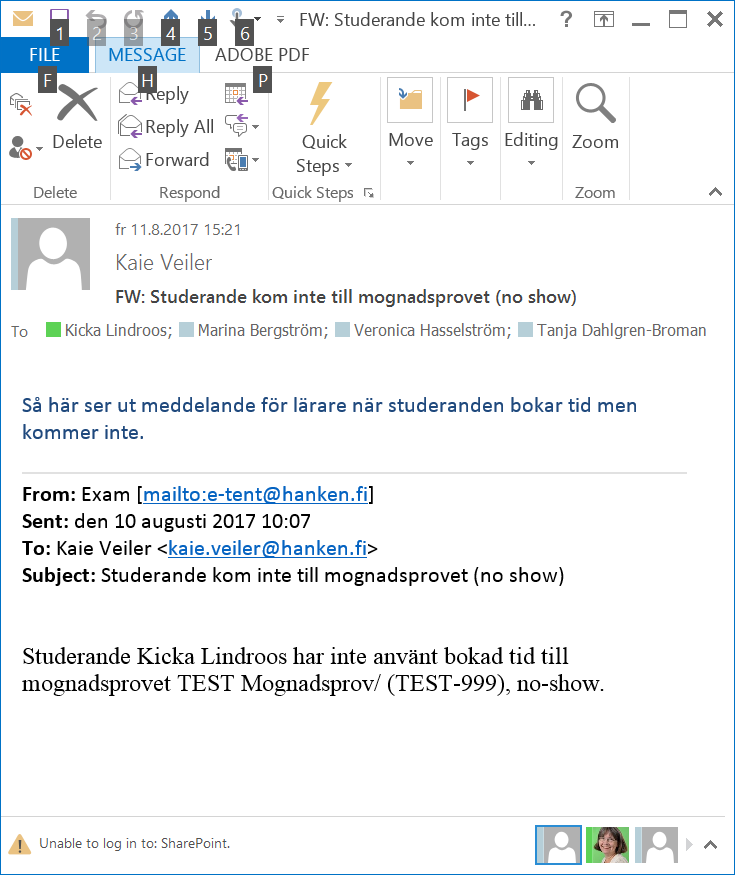 1 2 3 4 5 6 FW: Studerande kom inte till... ?
FILE MESSAGE ADOBE PDF
F H P
Delete
Reply
Reply All
Forward
Quick
Steps
Move
Tags
Editing
Zoom
Delete Respond Quick Steps Zoom
fr 11.8.2017 15:21
Kaie Veiler
FW: Studerande kom inte till mognadsprovet (no show)
To Kicka Lindroos; Marina Bergström; Veronica Hasselström; Tanja Dahlgren-Broman
Så här ser ut meddelande för lärare när studeranden bokar tid men
kommer inte.
From: Exam [mailto:e-tent@hanken.fi]
Sent: den 10 augusti 2017 10:07
To: Kaie Veiler <kaie.veiler@hanken.fi>
Subject: Studerande kom inte till mognadsprovet (no show)
Studerande Kicka Lindroos har inte använt bokad tid till
mognadsprovet TEST Mognadsprov/ (TEST-999), no-show.
Unable to log in to: SharePoint.